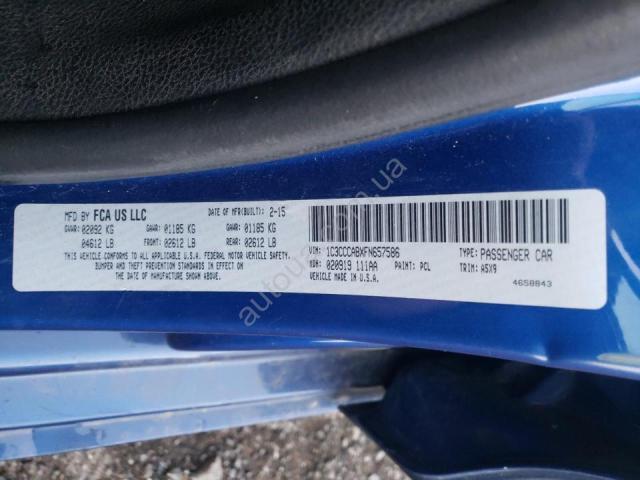 MFD BY FCA US LLC DATE OF MFR(BUILT): 2-15
GVWR: 02092 KG GAWR: 01185 KG GAWR: 01185 KG
04612 LB FRONT: 02612 LB REAR: 02612 LB
THIS VEHICLE CONFORMS TO ALL APPLICABLE U.S.A. FEDERAL MOTOR VEHICLE SAFETY,
BUMPER AND THEFT PREVENTION STANDARDS IN EFFECT ON
THE DATE OF MANUFACTURE SHOWN ABOVE.
VIN: 1C3CCCABXFN657586 TYPE: PASSENGER CAR
MDH: 020919 111AA PAINT: PCL TRIM: A5X9
VEHICLE MADE IN U.S.A.
4658843
autoua.com.ua